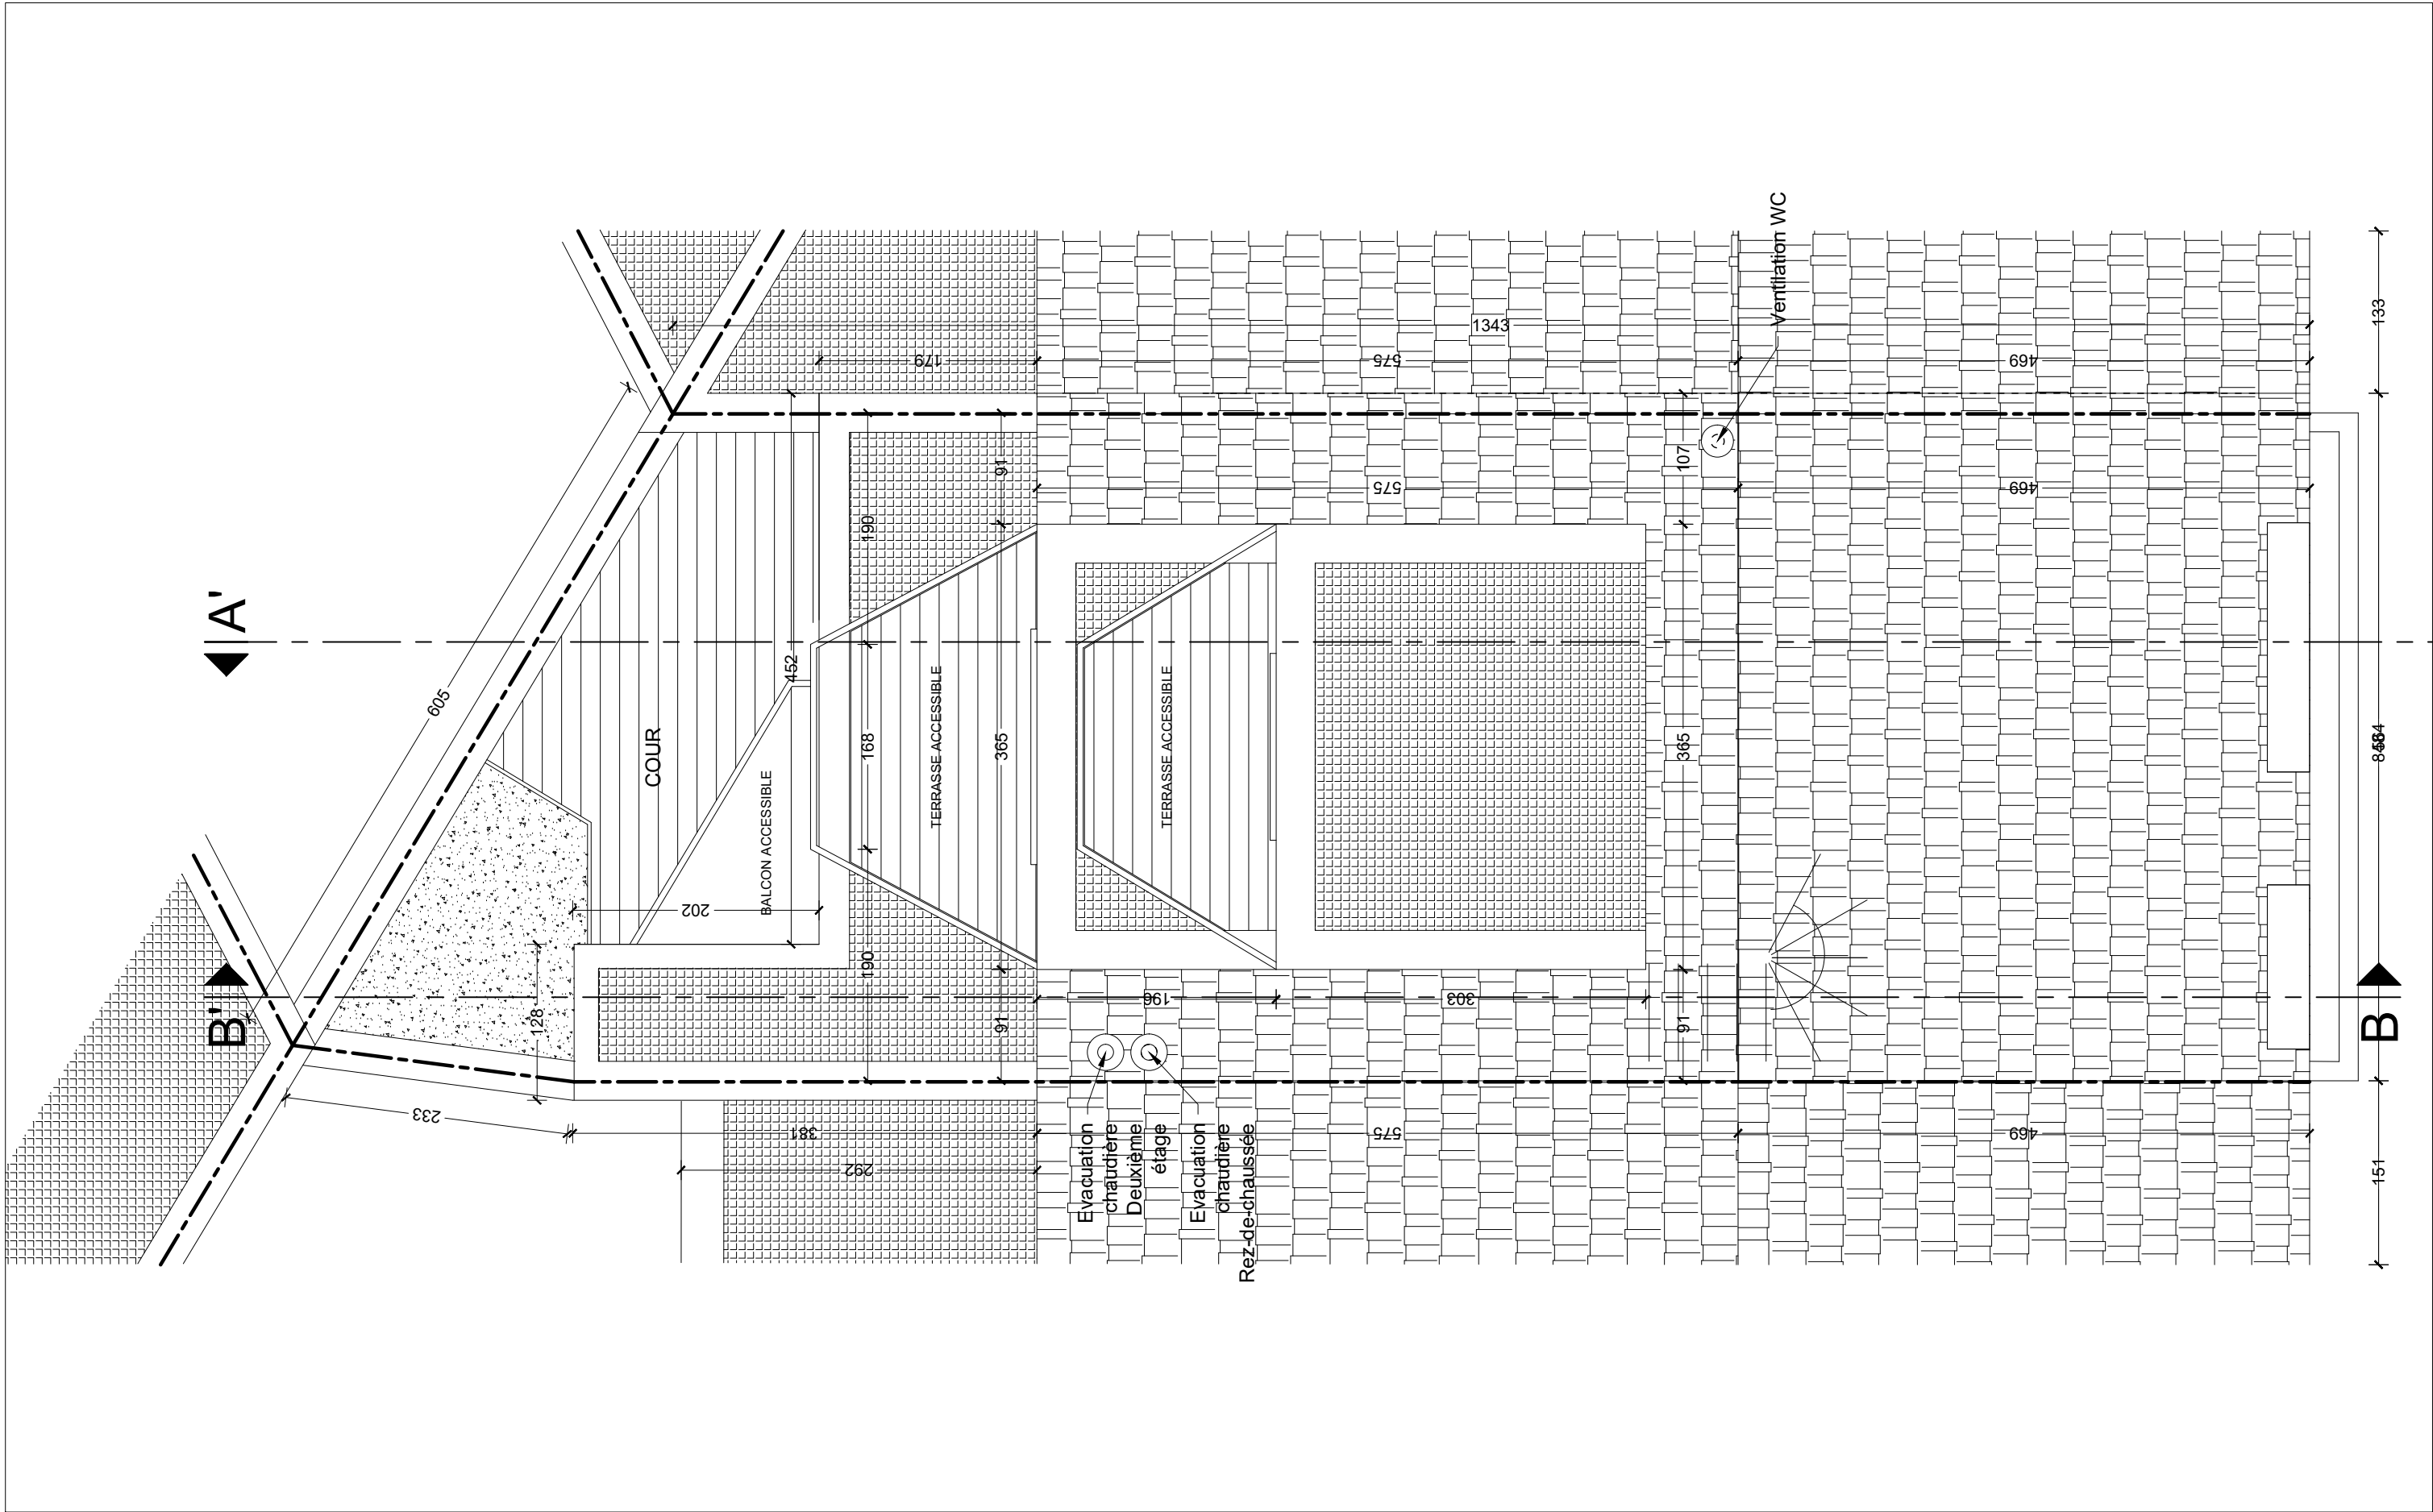 A'
B'
B
COUR
BALCON ACCESSIBLE
TERRASSE ACCESSIBLE
TERRASSE ACCESSIBLE
Ventilation WC
Evacuation
chaudière
Deuxième
étage
Evacuation
chaudière
Rez-de-chaussée
605
233
128
202
452
190
168
190
91
365
91
179
575
1343
469
575
469
107
365
91
196
303
381
292
575
469
133
151